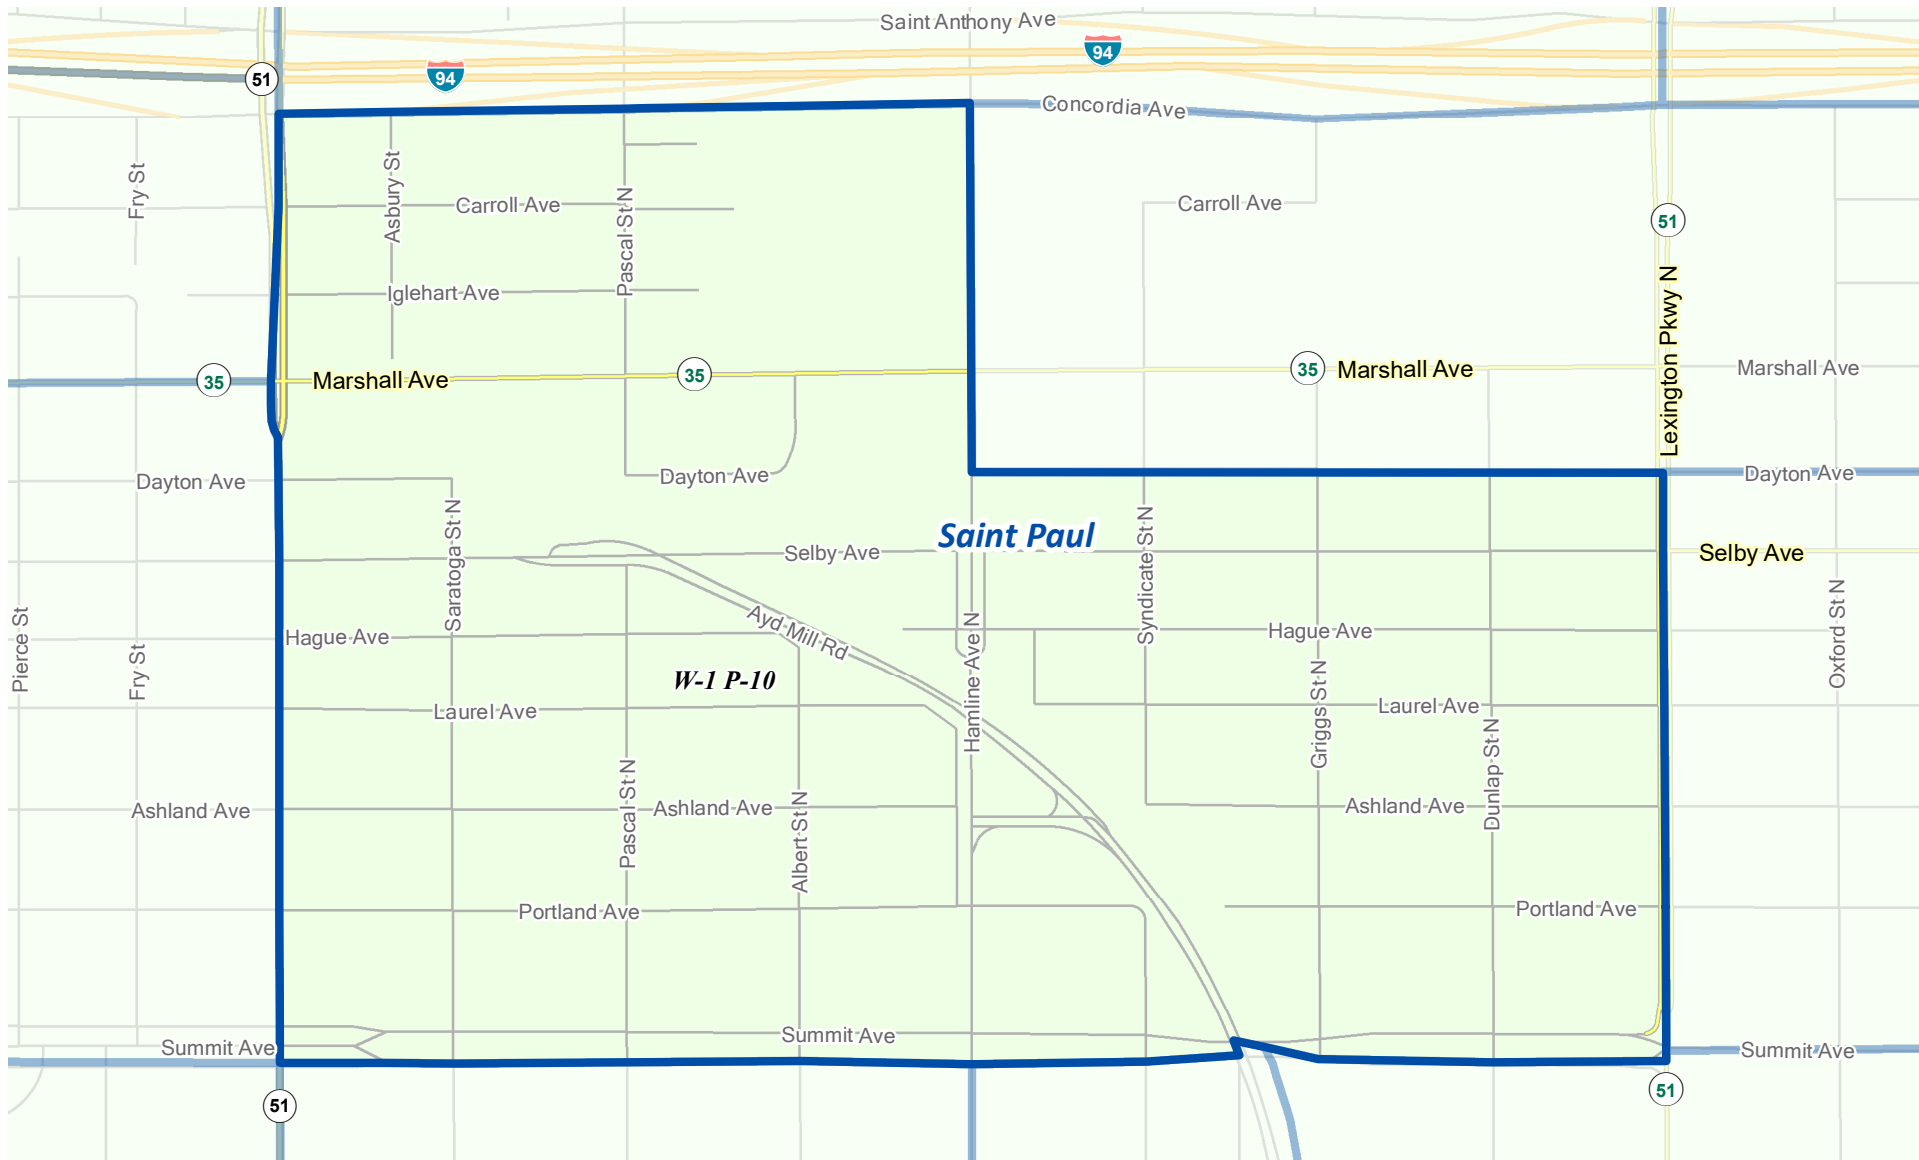 Saint Anthony Ave
94
94
51
Concordia Ave
Fry St
Asbury St
Carroll Ave
Pascal St N
Carroll Ave
51
Iglehart Ave
Lexington Pkwy N
35
Marshall Ave
35
35
Marshall Ave
Marshall Ave
Dayton Ave
Dayton Ave
Dayton Ave
Saratoga St N
Saint Paul
Syndicate St N
Selby Ave
Selby Ave
Pierce St
Fry St
Hague Ave
Ayd Mill Rd
Hamline Ave N
Hague Ave
Oxford St N
W-1 P-10
Griggs St N
Laurel Ave
Laurel Ave
Dunlap St N
Pascal St N
Albert St N
Ashland Ave
Ashland Ave
Ashland Ave
Portland Ave
Portland Ave
Summit Ave
Summit Ave
Summit Ave
51
51